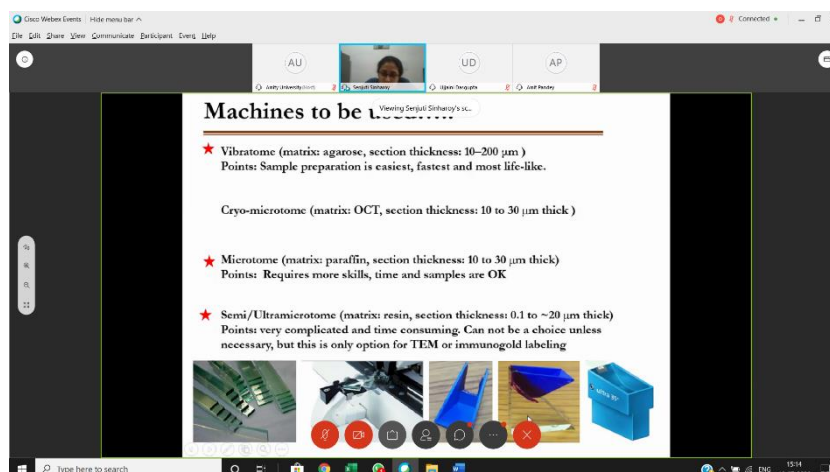 Cisco Webex Events
Hide menu bar
Connected
File Edit Share View Communicate Participant Event Help
AU
UD
AP
Amity University (Host)
Senjuti Sinharoy
Ujjaini Dasgupta
Amit Pandey
Viewing Senjuti Sinharoy's sc...
Machines to be used......
Vibratome (matrix: agarose, section thickness: 10–200 µm )
Points: Sample preparation is easiest, fastest and most life-like.
Cryo-microtome (matrix: OCT, section thickness: 10 to 30 µm thick )
Microtome (matrix: paraffin, section thickness: 10 to 30 µm thick)
Points: Requires more skills, time and samples are OK
Semi/Ultramicrotome (matrix: resin, section thickness: 0.1 to ~20 µm thick)
Points: very complicated and time consuming. Can not be a choice unless
necessary, but this is only option for TEM or immunogold labeling
Type here to search
ENG
15:14